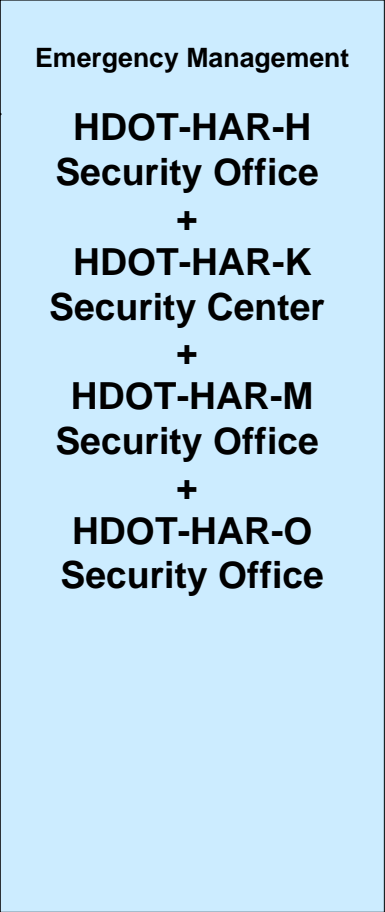 Emergency Management
HDOT-HAR-H
Security Office
+
HDOT-HAR-K
Security Center
+
HDOT-HAR-M
Security Office
+
HDOT-HAR-O
Security Office